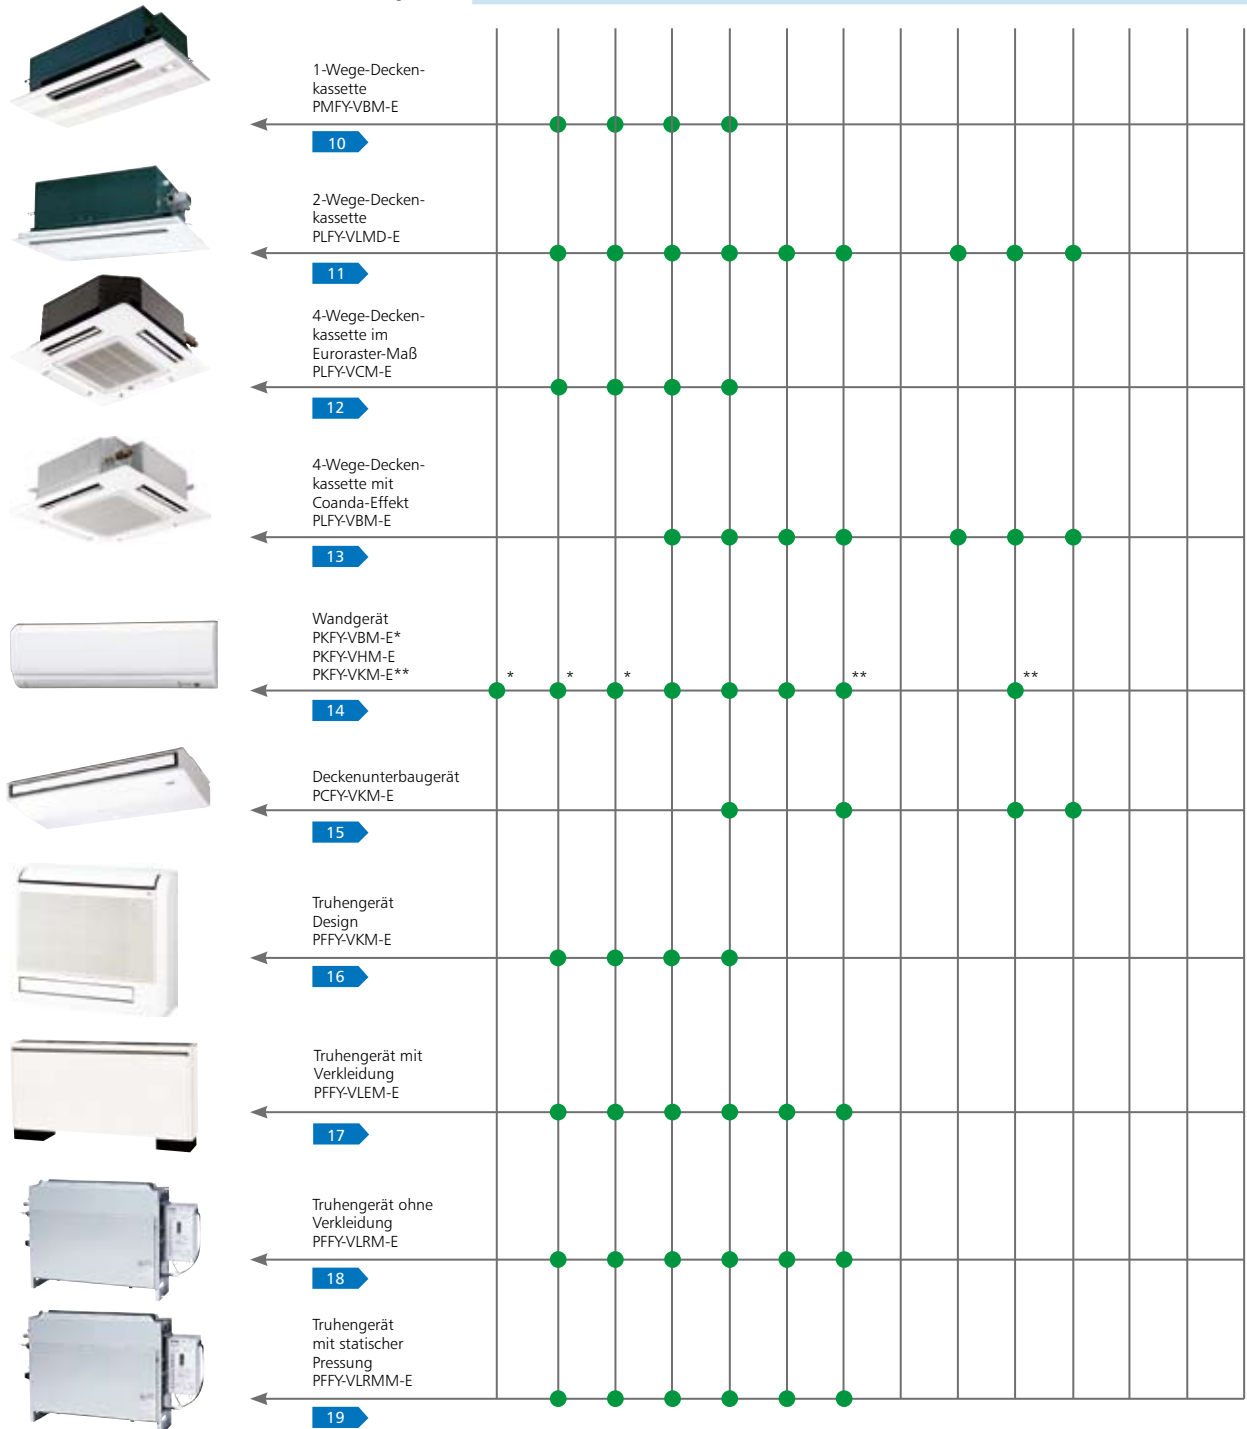 1-Wege-Decken-
kassette
PMFY-VBM-E
10
2-Wege-Decken-
kassette
PLFY-VLMD-E
11
4-Wege-Decken-
kassette im
Euroraster-Maß
PLFY-VCM-E
12
4-Wege-Decken-
kassette mit
Coanda-Effekt
PLFY-VBM-E
13
Wandgerät
PKFY-VBM-E*
PKFY-VHM-E
PKFY-VKM-E**
* * * ** **
14
Deckenunterbaugerät
PCFY-VKM-E
15
Truhengerät
Design
PFFY-VKM-E
16
Truhengerät mit
Verkleidung
PFFY-VLEM-E
17
Truhengerät ohne
Verkleidung
PFFY-VLRM-E
18
Truhengerät
mit statischer
Pressung
PFFY-VLRMM-E
19